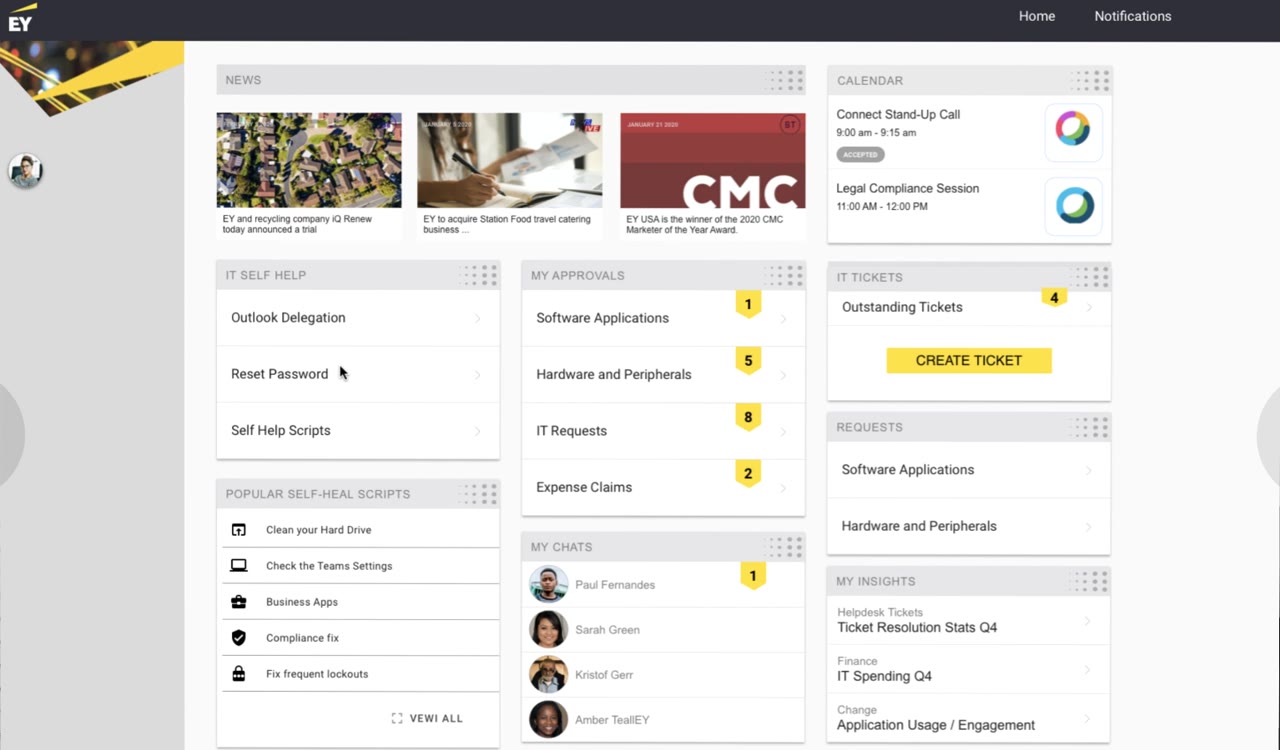 EY
Home
Notifications
NEWS
JANUARY 21 2020
ST
CMC
EY and recycling company iQ Renew
today announced a trial
EY to acquire Station Food travel catering
business ...
EY USA is the winner of the 2020 CMC
Marketer of the Year Award.
CALENDAR
Connect Stand-Up Call
9:00 am - 9:15 am
ACCEPTED
Legal Compliance Session
11:00 AM - 12:00 PM
IT SELF HELP
Outlook Delegation
Reset Password
Self Help Scripts
MY APPROVALS
Software Applications 1
Hardware and Peripherals 5
IT Requests 8
Expense Claims 2
IT TICKETS
Outstanding Tickets 4
CREATE TICKET
REQUESTS
Software Applications
Hardware and Peripherals
POPULAR SELF-HEAL SCRIPTS
Clean your Hard Drive
Check the Teams Settings
Business Apps
Compliance fix
Fix frequent lockouts
VEWI ALL
MY CHATS
Paul Fernandes 1
Sarah Green
Kristof Gerr
Amber TeallEY
MY INSIGHTS
Helpdesk Tickets
Ticket Resolution Stats Q4
Finance
IT Spending Q4
Change
Application Usage / Engagement